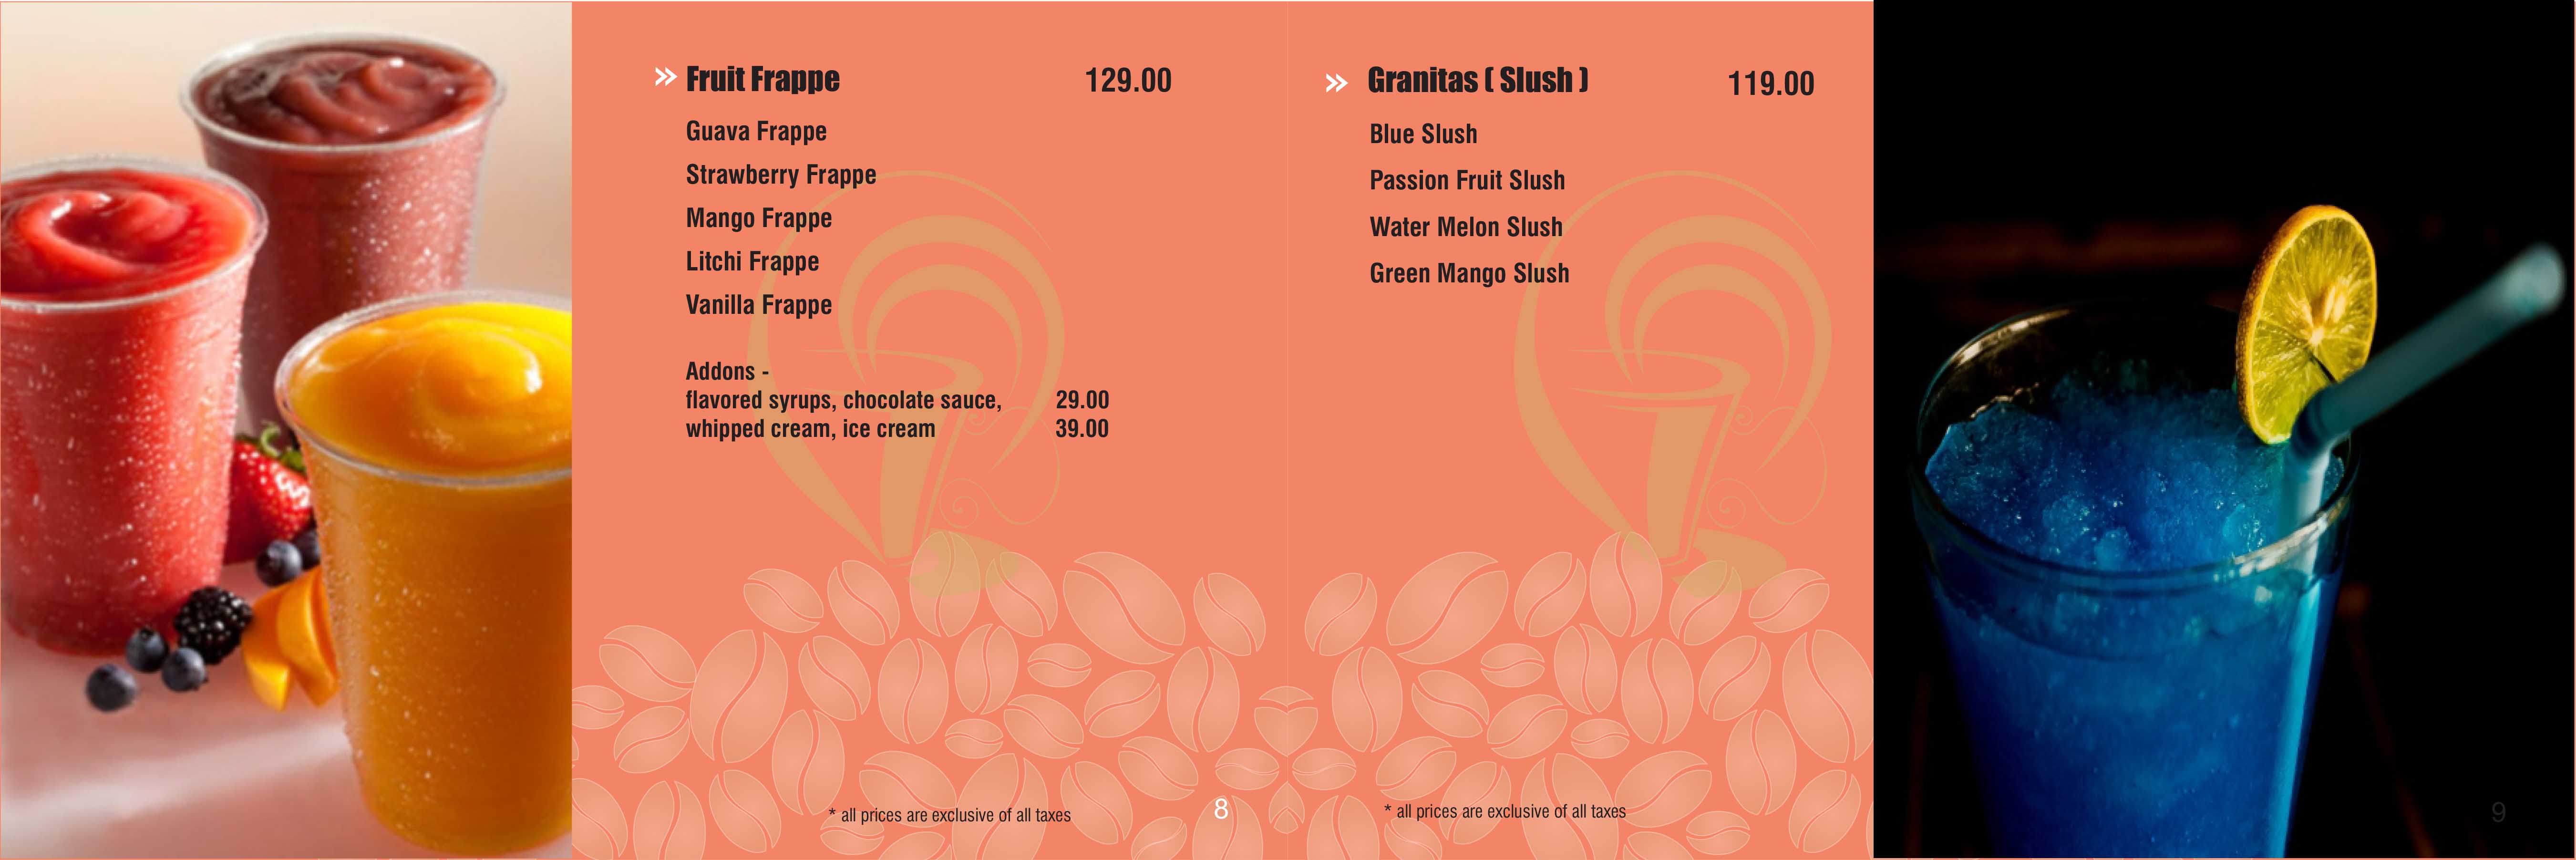 » Fruit Frappe 129.00
Guava Frappe
Strawberry Frappe
Mango Frappe
Litchi Frappe
Vanilla Frappe
Addons -
flavored syrups, chocolate sauce, 29.00
whipped cream, ice cream 39.00
* all prices are exclusive of all taxes
8
» Granitas ( Slush ) 119.00
Blue Slush
Passion Fruit Slush
Water Melon Slush
Green Mango Slush
* all prices are exclusive of all taxes
9